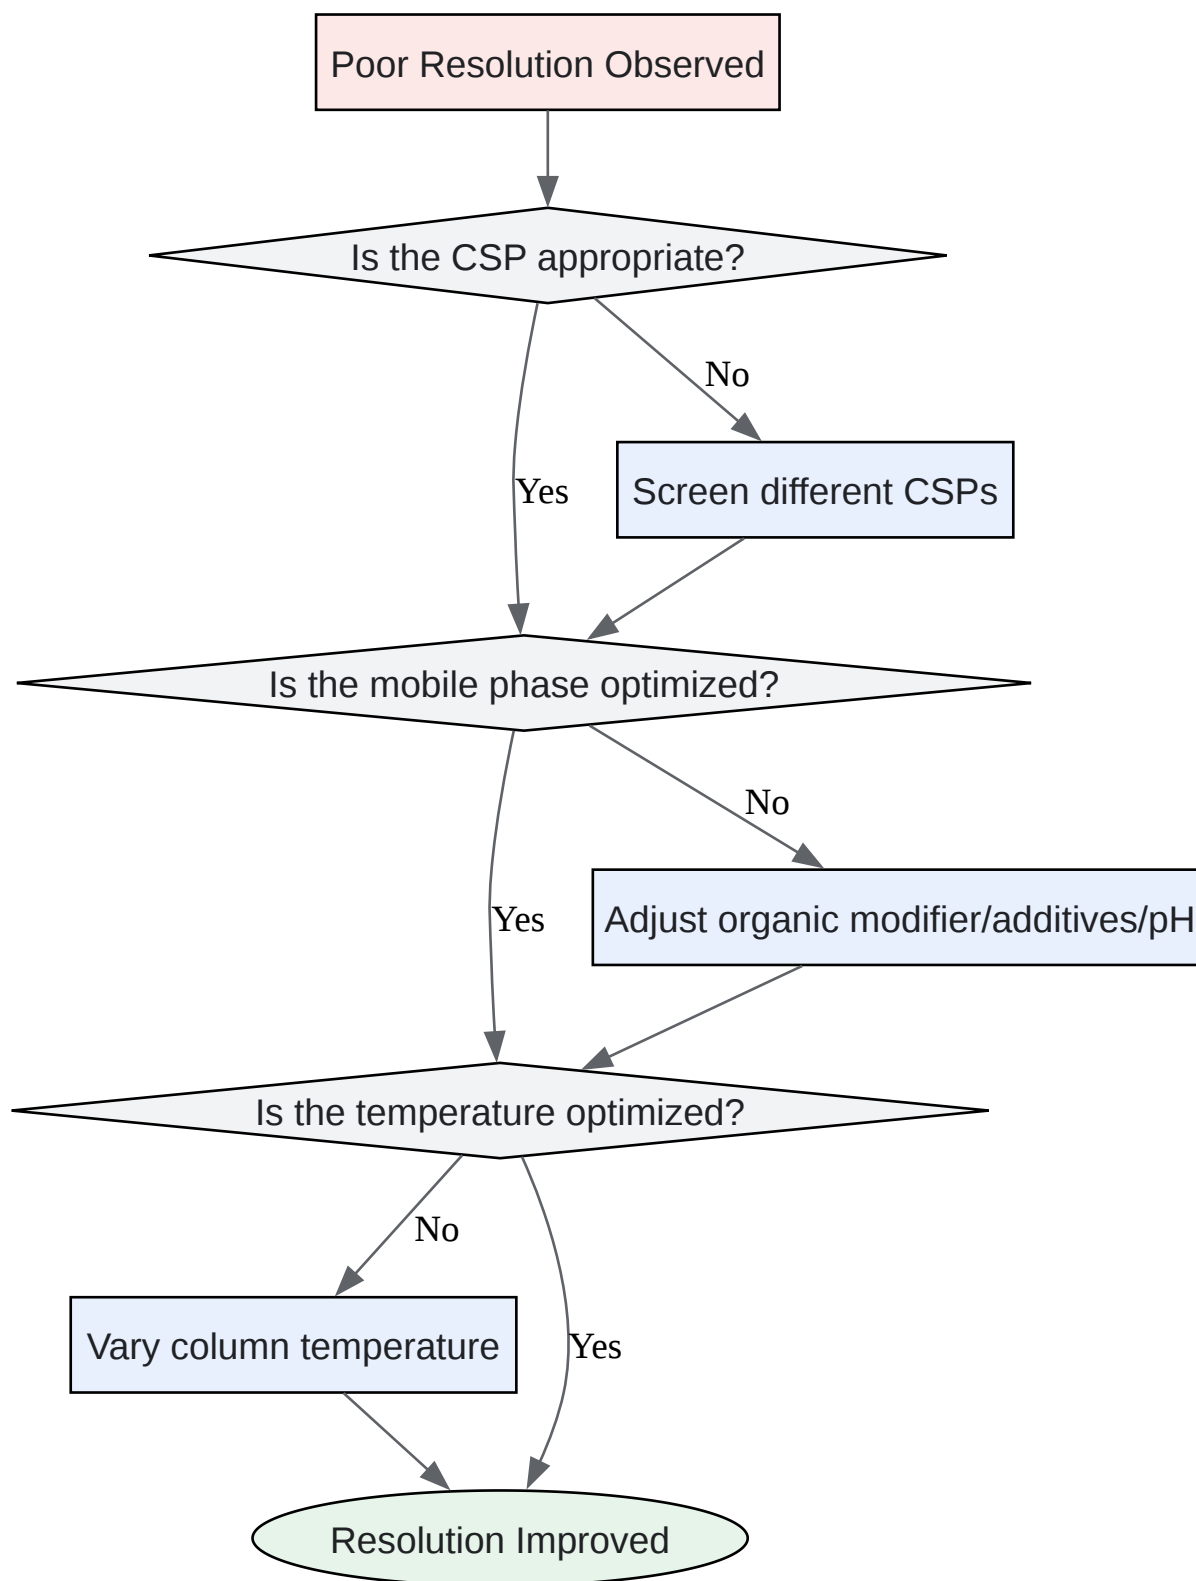 Poor Resolution Observed
Is the CSP appropriate?
No
Yes
Screen different CSPs
Is the mobile phase optimized?
No
Yes
Adjust organic modifier/additives/pH
Is the temperature optimized?
No
Vary column temperature
Yes
Resolution Improved